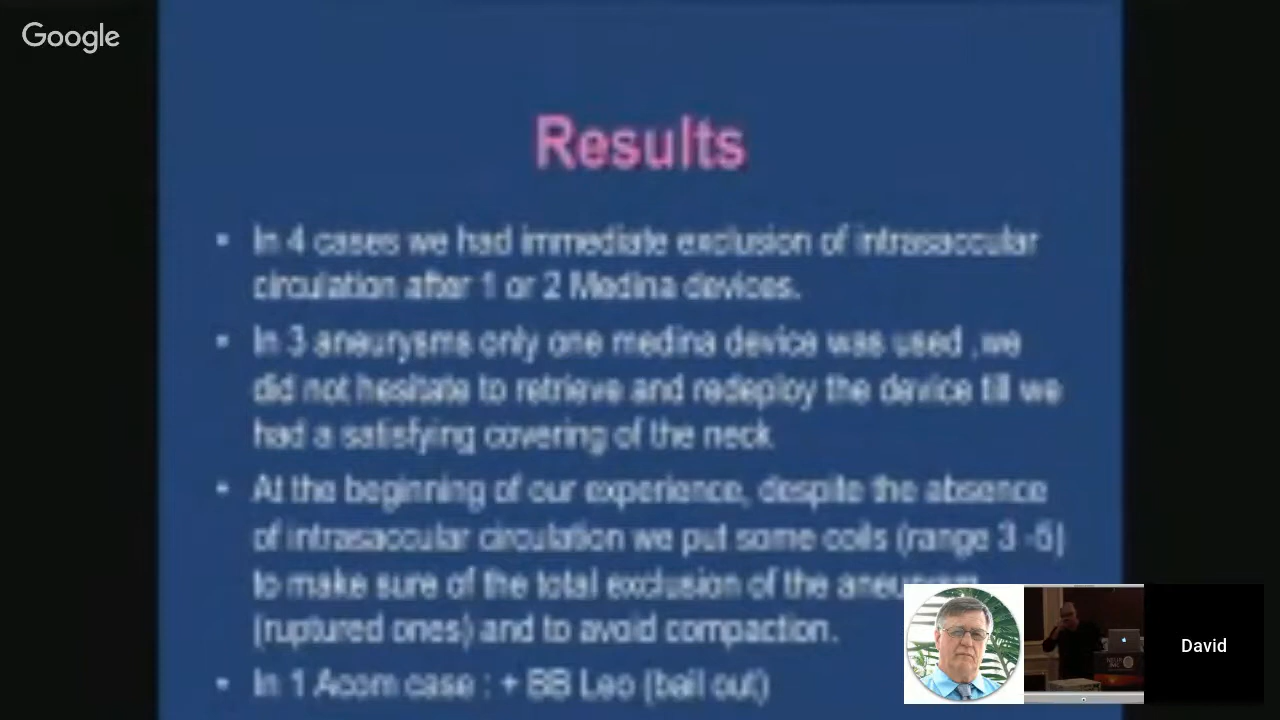 Google
Results
• In 4 cases we had immediate exclusion of intrasaccular
circulation after 1 or 2 Medina devices.
• In 3 aneurysms only one medina device was used ,we
did not hesitate to retrieve and redeploy the device till we
had a satisfying covering of the neck
• At the beginning of our experience, despite the absence
of intrasaccular circulation we put some coils (range 3 -5)
to make sure of the total exclusion of the
(ruptured ones) and to avoid compaction.
• In 1 Acom case : + BB Leo (bail out)
David